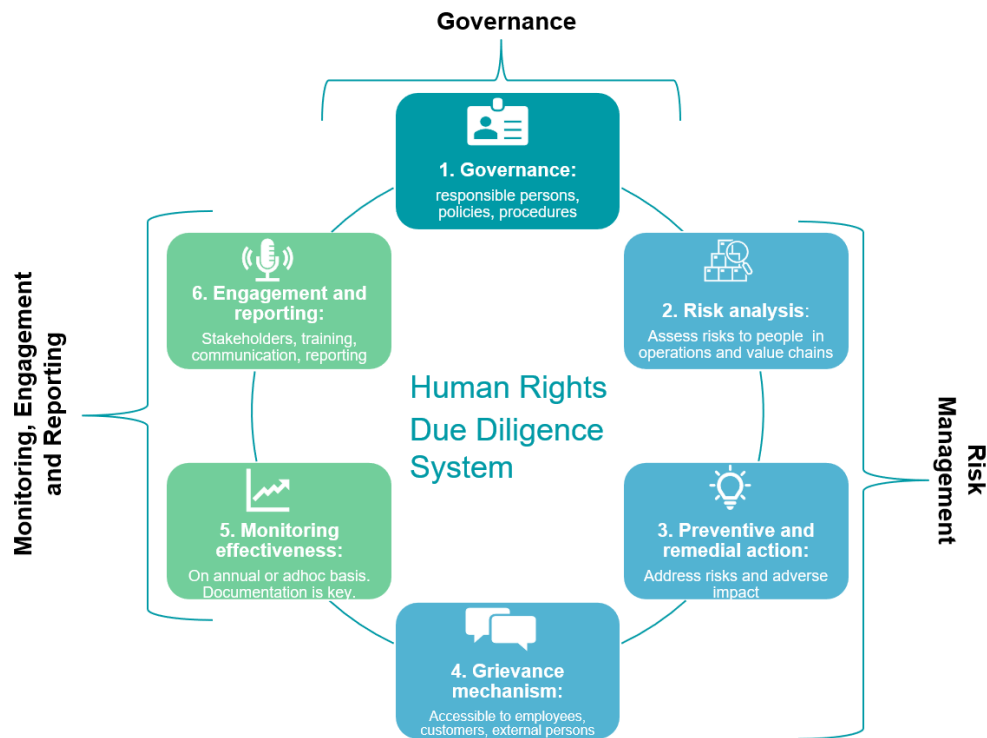 Governance
1. Governance:
responsible persons,
policies, procedures
2. Risk analysis:
Assess risks to people in
operations and value chains
3. Preventive and
remedial action:
Address risks and adverse
impact
4. Grievance
mechanism:
Accessible to employees,
customers, external persons
5. Monitoring
effectiveness:
On annual or adhoc basis.
Documentation is key.
6. Engagement and
reporting:
Stakeholders, training,
communication, reporting
Human Rights
Due Diligence
System
Risk
Management
Monitoring, Engagement
and Reporting